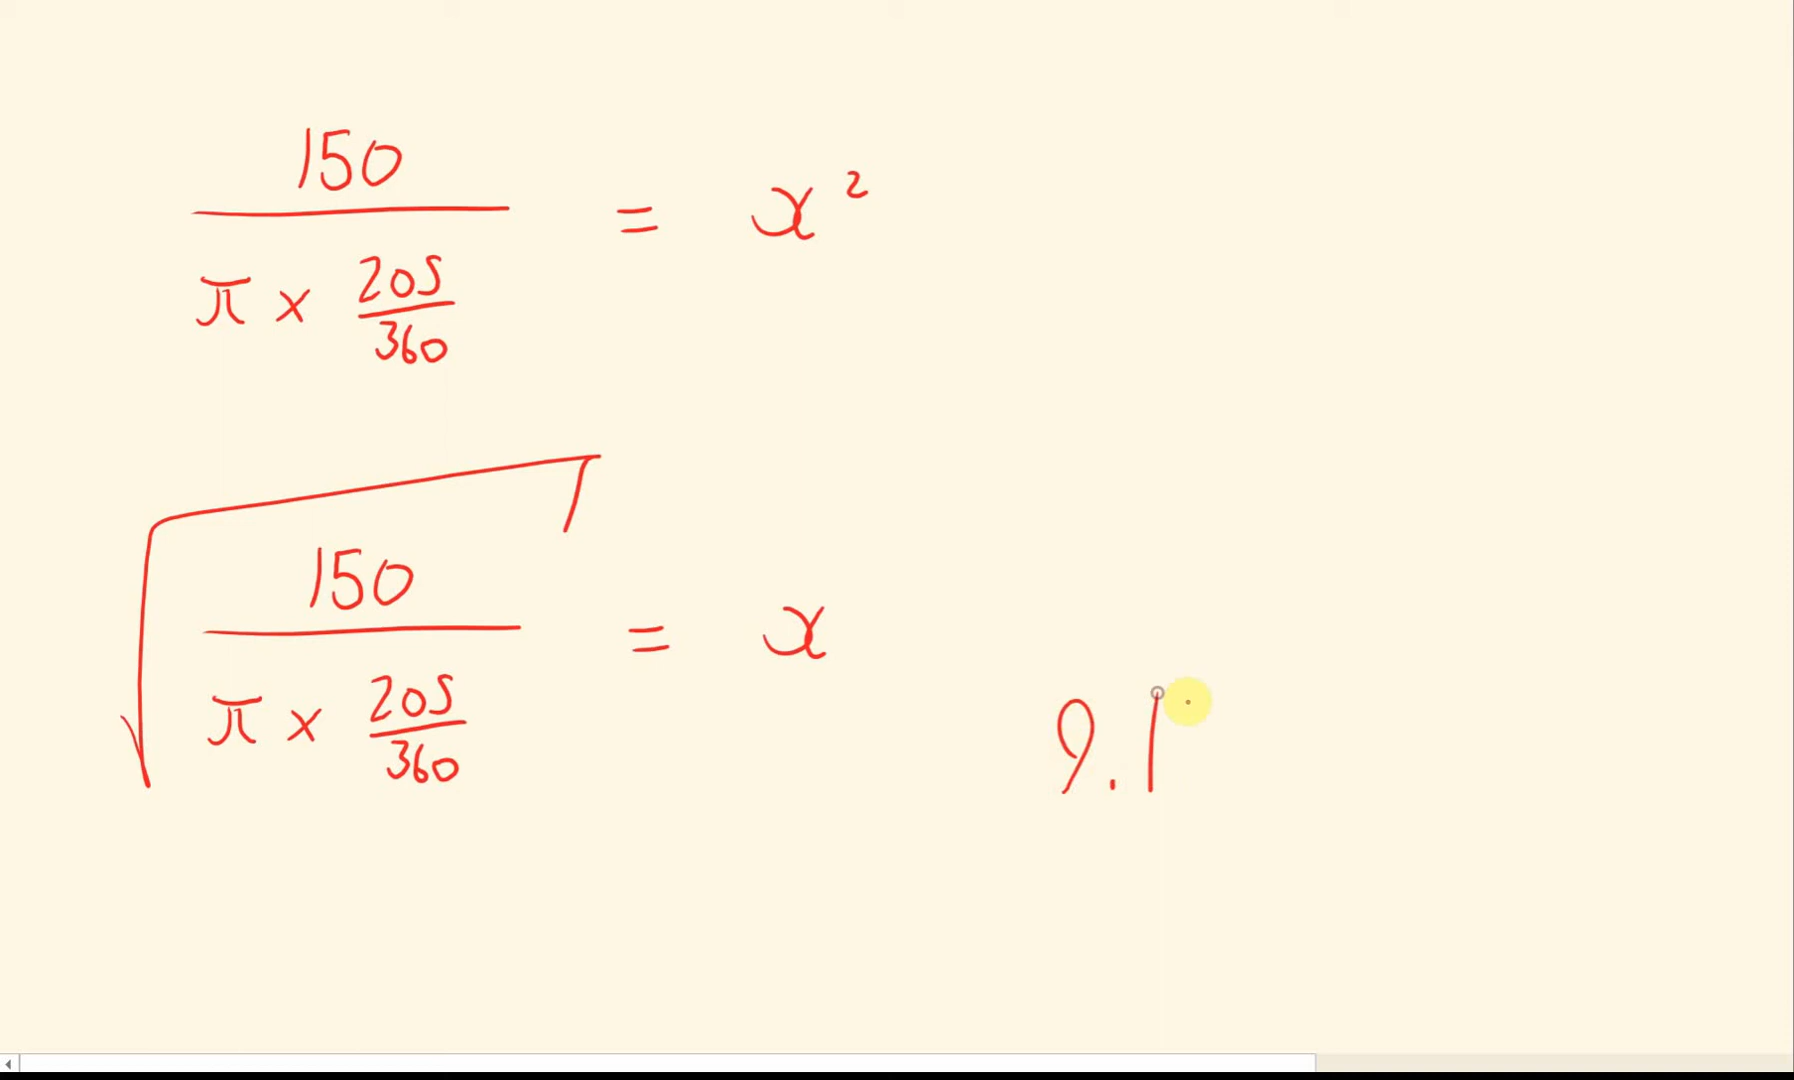 150
π × 205/360 = x²
√ 150
π × 205/360 = x
9.1